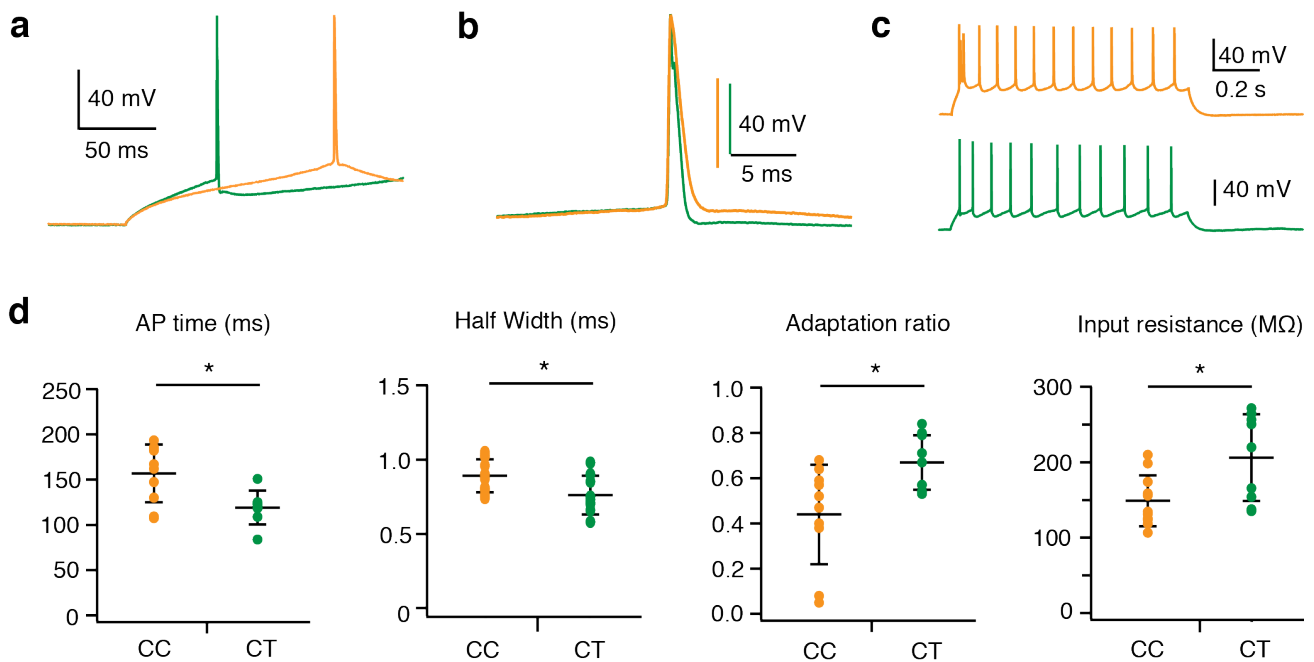 a
40 mV
50 ms
b
40 mV
5 ms
c
40 mV
0.2 s
40 mV
d
AP time (ms)
*
250
200
150
100
50
0
CC CT
Half Width (ms)
*
1.5
1.0
0.5
0
CC CT
Adaptation ratio
*
1.0
0.8
0.6
0.4
0.2
0.0
CC CT
Input resistance (MΩ)
*
300
200
100
0
CC CT